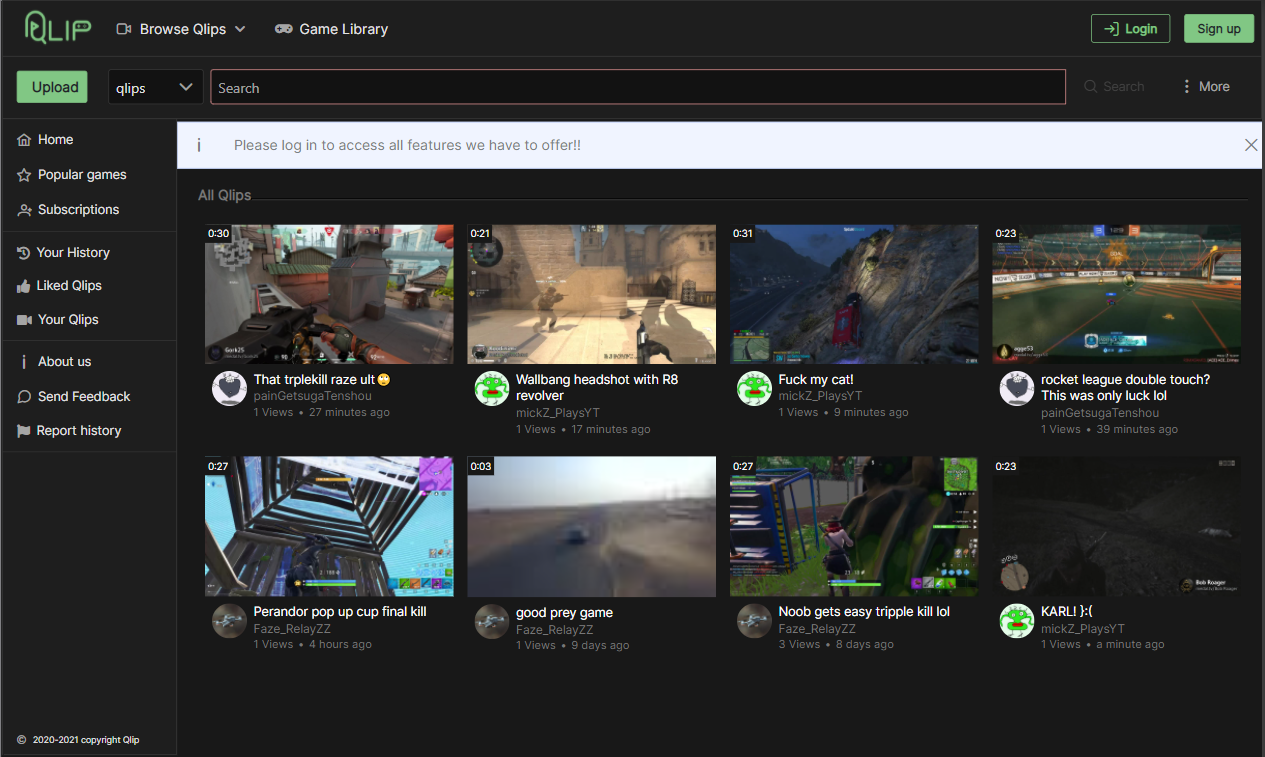 QLIP
Browse Qlips
Game Library
Login
Sign up
Upload
qlips
Search
Search
More
Home
Popular games
Subscriptions
Your History
Liked Qlips
Your Qlips
About us
Send Feedback
Report history
© 2020-2021 copyright Qlip
i Please log in to access all features we have to offer!!
All Qlips
0:30
Gork25
That trplekill raze ult🙄
painGetsugaTenshou
1 Views • 27 minutes ago
0:21
Wallbang headshot with R8
revolver
mickZ_PlaysYT
1 Views • 17 minutes ago
0:31
Fuck my cat!
mickZ_PlaysYT
1 Views • 9 minutes ago
0:23
agge53
rocket league double touch?
This was only luck lol
painGetsugaTenshou
1 Views • 39 minutes ago
0:27
Perandor pop up cup final kill
Faze_RelayZZ
1 Views • 4 hours ago
0:03
good prey game
Faze_RelayZZ
1 Views • 9 days ago
0:27
Noob gets easy tripple kill lol
Faze_RelayZZ
3 Views • 8 days ago
0:23
Bob Roager
KARL! }:(
mickZ_PlaysYT
1 Views • a minute ago